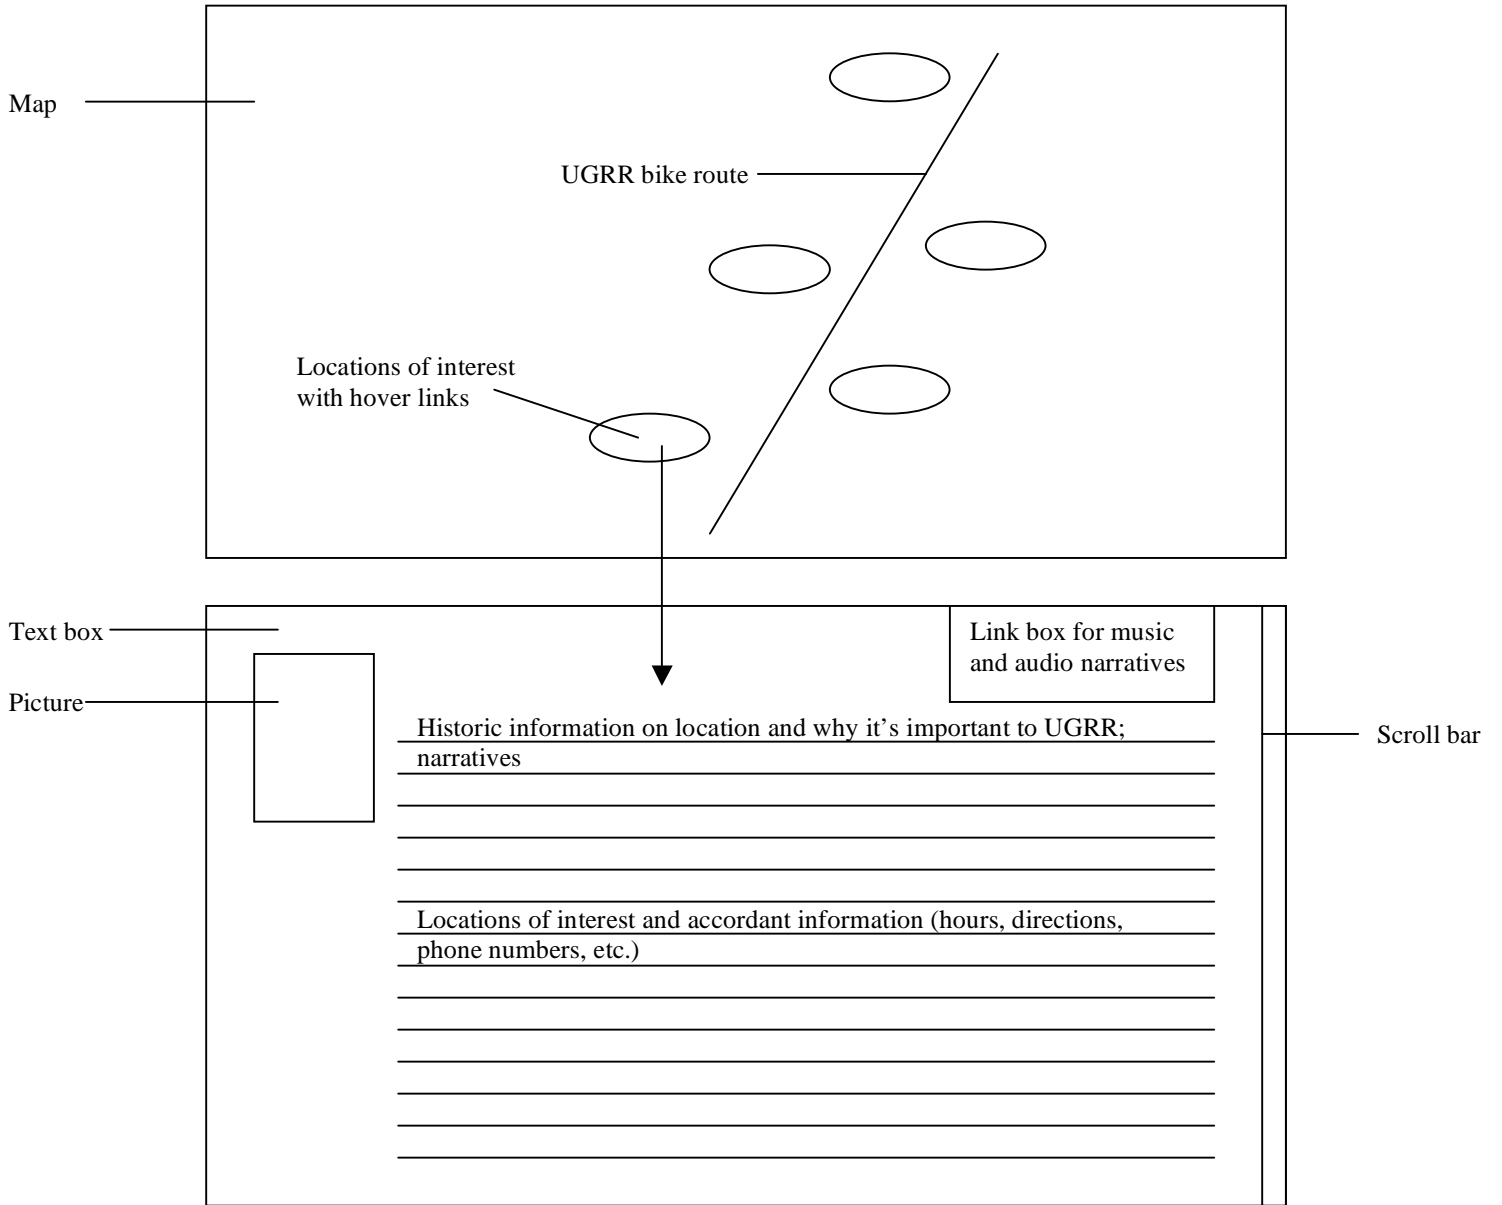 Map
UGRR bike route
Locations of interest
with hover links
Text box
Link box for music
and audio narratives
Picture
Historic information on location and why it’s important to UGRR;
narratives
Scroll bar
Locations of interest and accordant information (hours, directions,
phone numbers, etc.)